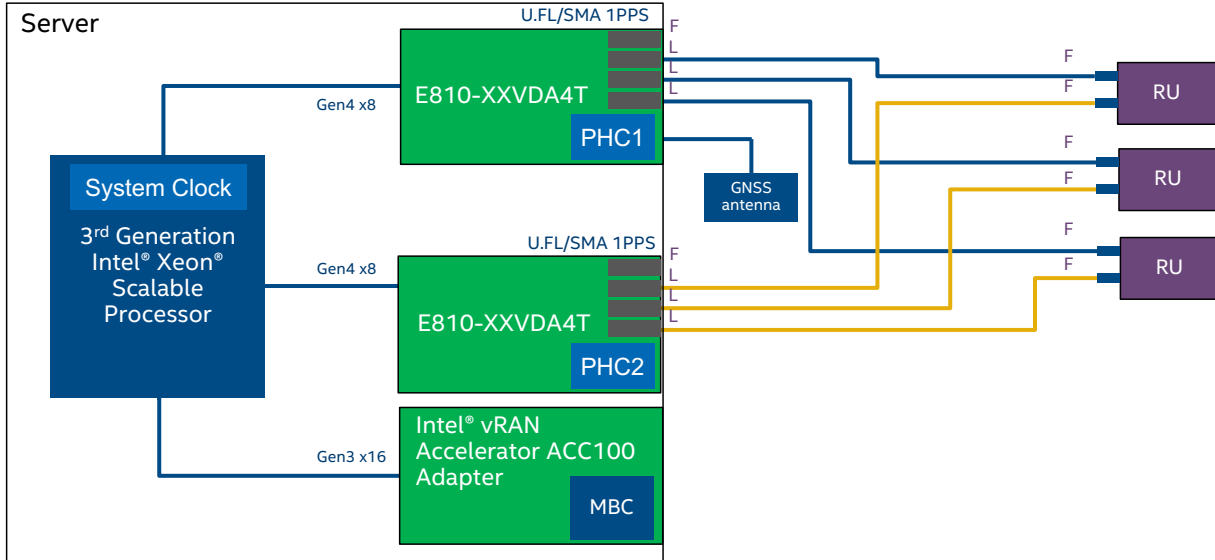 Server
U.FL/SMA 1PPS
F
L
L
L
E810-XXVDA4T
PHC1
Gen4 x8
GNSS
antenna
F
F
RU
F
F
RU
F
F
RU
System Clock
3rd Generation
Intel® Xeon®
Scalable
Processor
U.FL/SMA 1PPS
F
L
L
L
Gen4 x8
E810-XXVDA4T
PHC2
Intel® vRAN
Accelerator ACC100
Adapter
Gen3 x16
MBC